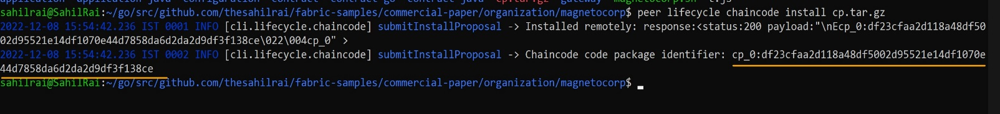 sahilrai@SahilRai:~/go/src/github.com/thesahilrai/fabric-samples/commercial-paper/organization/magnetocorp$ peer lifecycle chaincode install cp.tar.gz
2022-12-08 15:54:42.236 IST 0001 INFO [cli.lifecycle.chaincode] submitInstallProposal -> Installed remotely: response:<status:200 payload:"\nEcp_0:df23cfaa2d118a48df50
02d95521e14df1070e44d7858da6d2da2d9df3f138ce\022\004cp_0" >
2022-12-08 15:54:42.236 IST 0002 INFO [cli.lifecycle.chaincode] submitInstallProposal -> Chaincode code package identifier: cp_0:df23cfaa2d118a48df5002d95521e14df1070e
44d7858da6d2da2d9df3f138ce
sahilrai@SahilRai:~/go/src/github.com/thesahilrai/fabric-samples/commercial-paper/organization/magnetocorp$